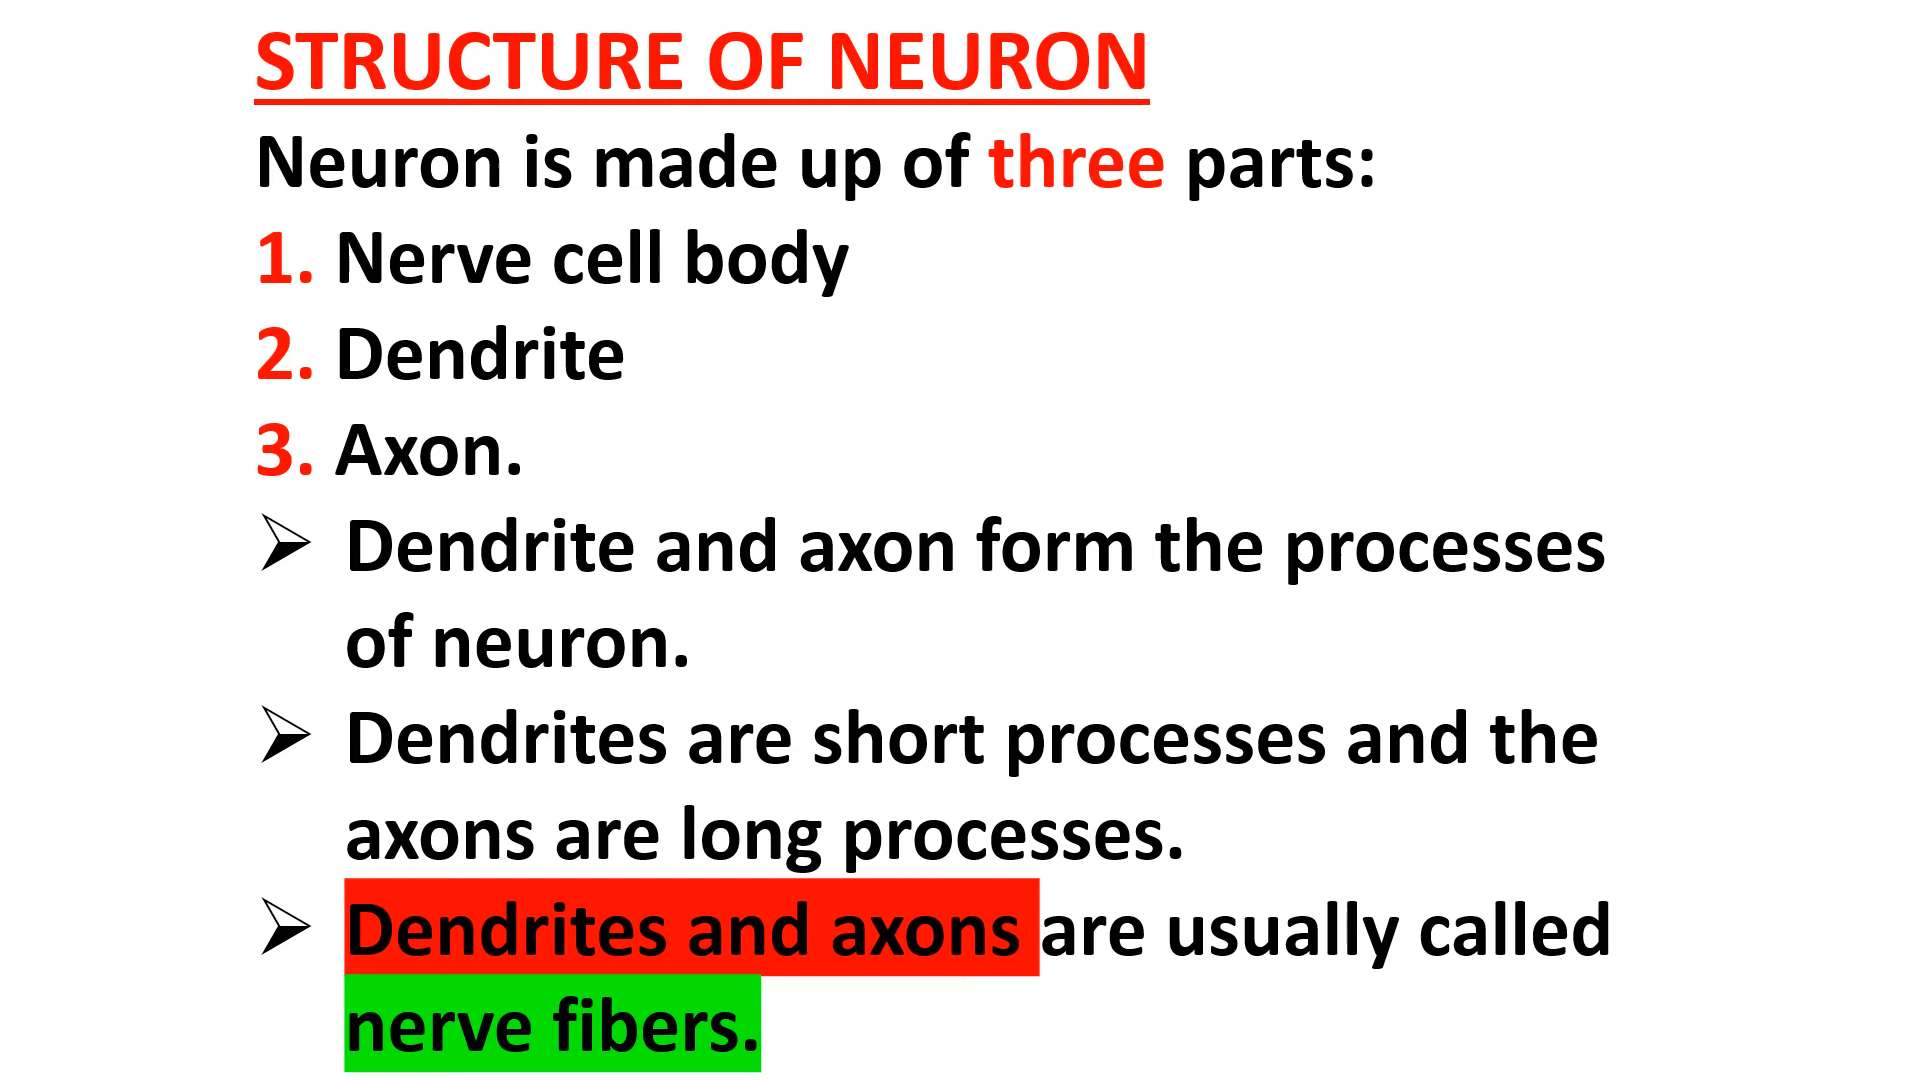 STRUCTURE OF NEURON
Neuron is made up of three parts:
1. Nerve cell body
2. Dendrite
3. Axon.
➢ Dendrite and axon form the processes
of neuron.
➢ Dendrites are short processes and the
axons are long processes.
➢ Dendrites and axons are usually called
nerve fibers.